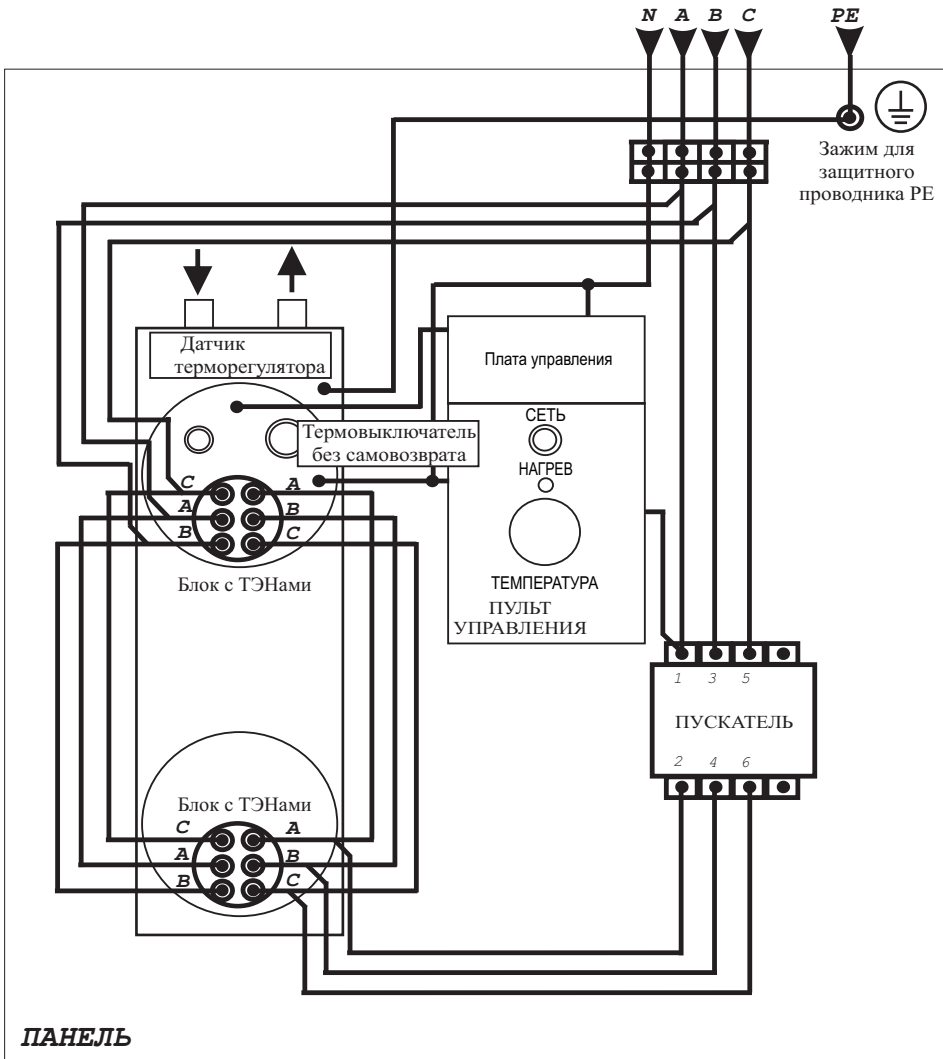 N A B C PE
Зажим для
защитного
проводника PE
Датчик
терморегулятора
Плата управления
СЕТЬ
Термовыключатель
без самовозврата
НАГРЕВ
C A
A B
B C
Блок с ТЭНами
ТЕМПЕРАТУРА
ПУЛЬТ
УПРАВЛЕНИЯ
1 3 5
ПУСКАТЕЛЬ
2 4 6
Блок с ТЭНами
C A
A B
B C
ПАНЕЛЬ